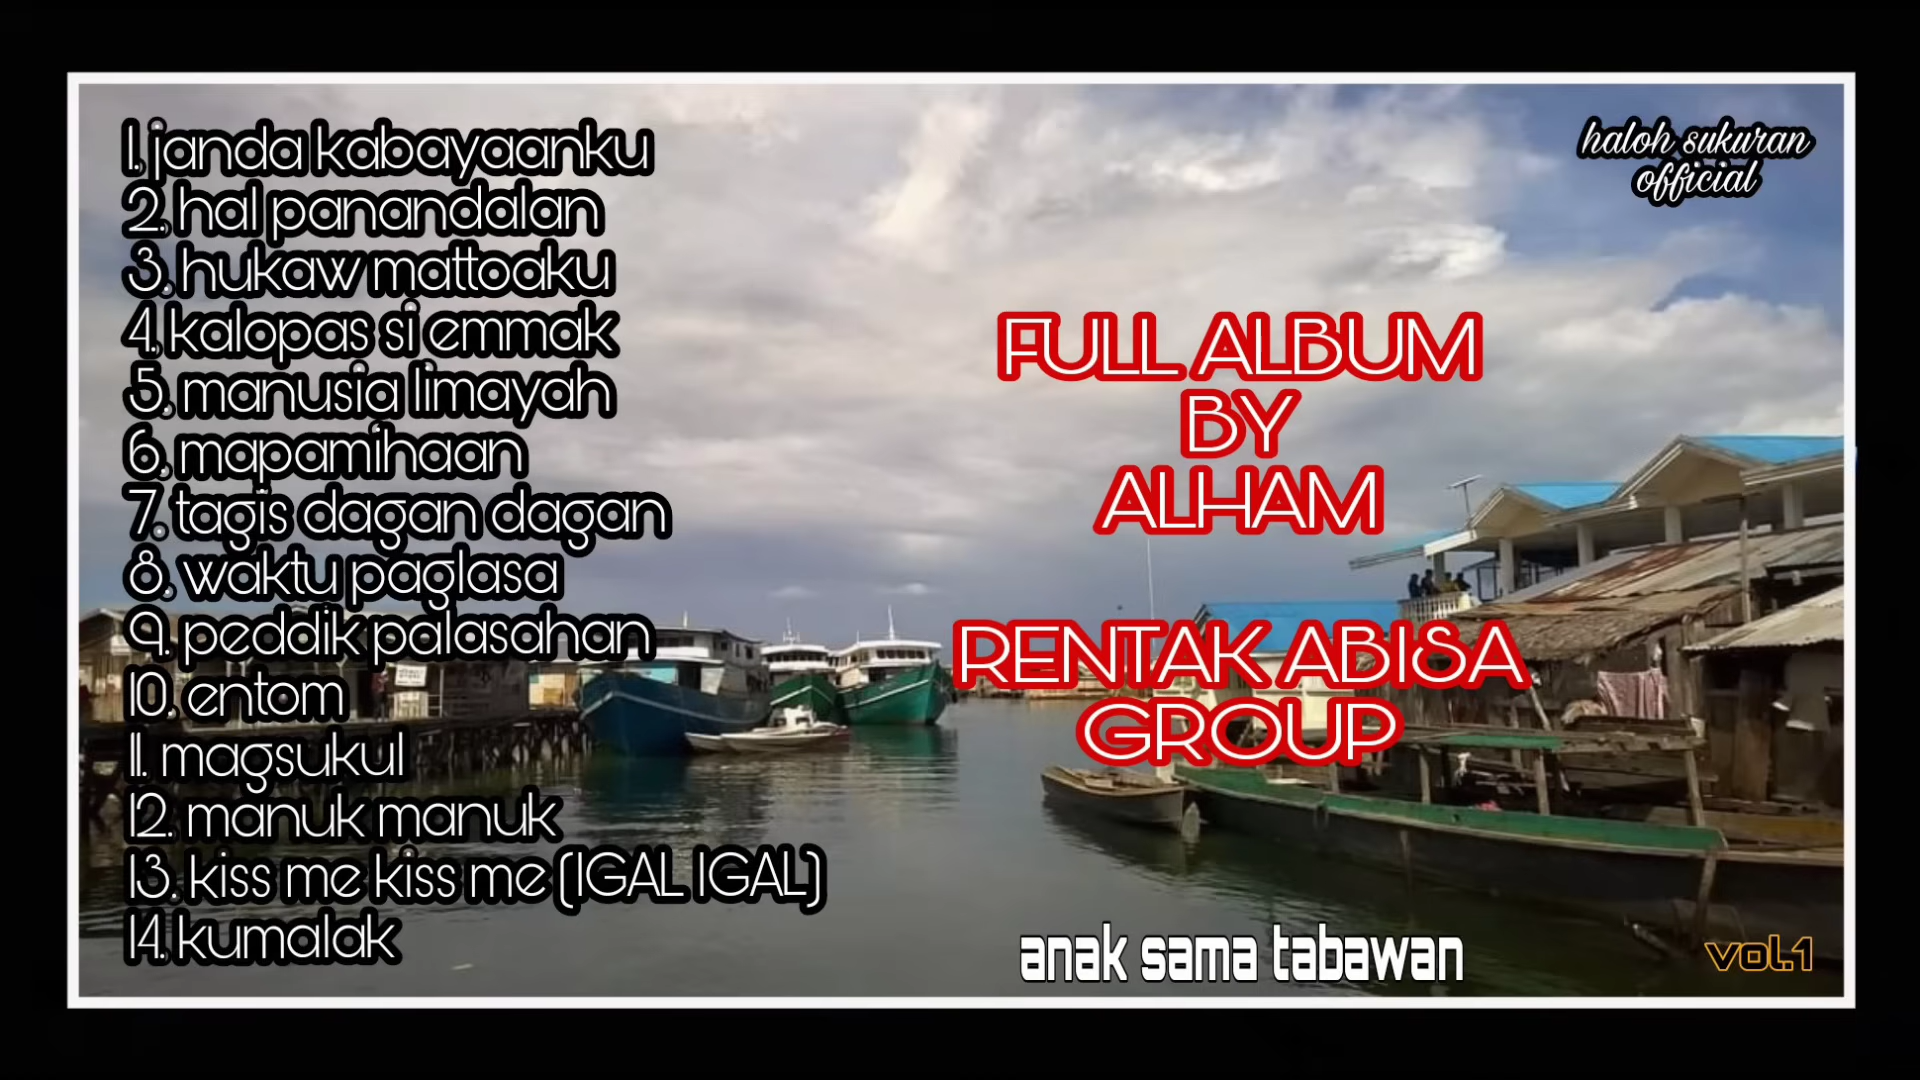 1. janda kabayaanku
2. hal panandalan
3. hukaw mattoaku
4. kalopas si emmak
5. manusia limayah
6. mapamihaan
7. tagis dagan dagan
8. waktu paglasa
9. peddik palasahan
10. entom
11. magsukul
12. manuk manuk
13. kiss me kiss me (IGAL IGAL)
14. kumalak
haloh sukuran
official
FULL ALBUM
BY
ALHAM
RENTAK ABISA
GROUP
anak sama tabawan
vol.1